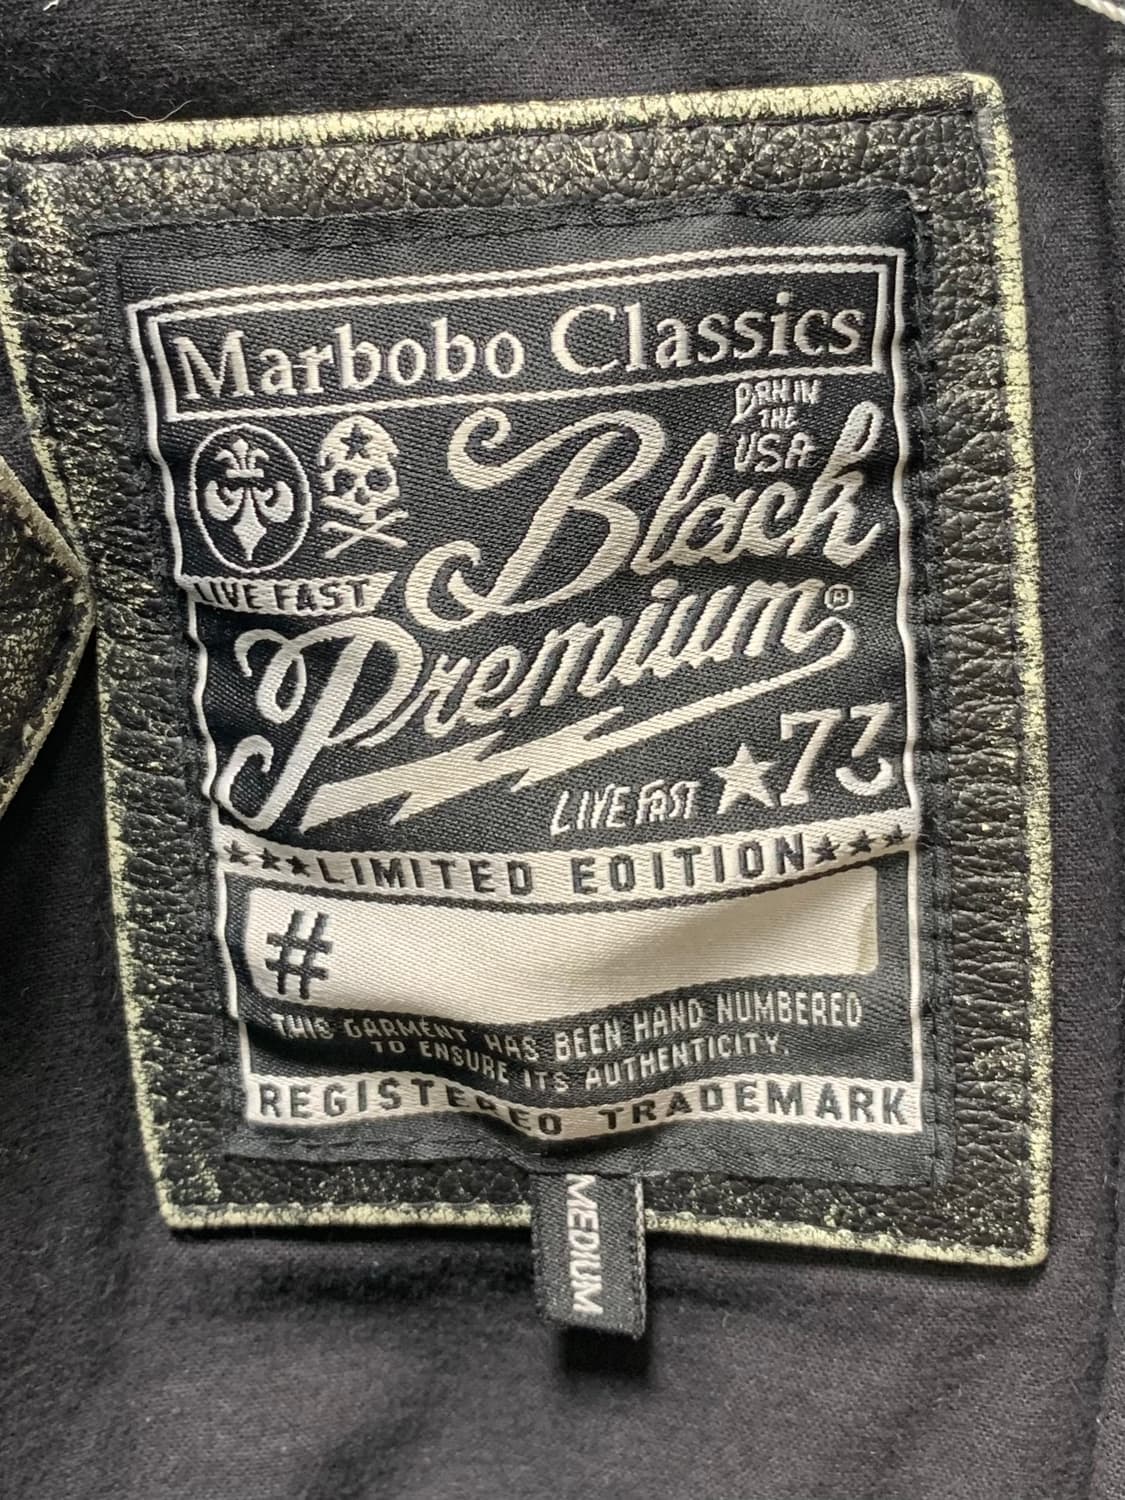 Marbobo Classics
BRN IN
THE
USA
Black
LIVE FAST
Premium®
LIVE FAST ★73
★★★LIMITED EDITION★★★
#
THIS GARMENT HAS BEEN HAND NUMBERED
TO ENSURE ITS AUTHENTICITY.
REGISTERED TRADEMARK
MEDIUM